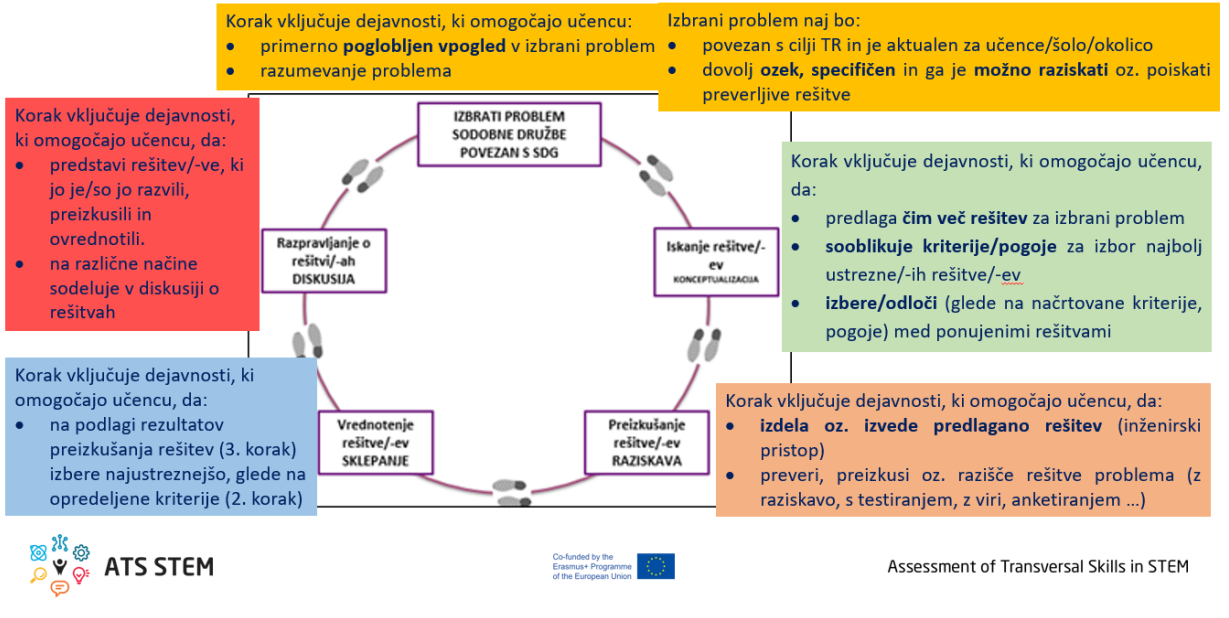 Korak vključuje dejavnosti, ki omogočajo učencu:
• primerno poglobljen vpogled v izbrani problem
• razumevanje problema
Izbrani problem naj bo:
• povezan s cilji TR in je aktualen za učence/šolo/okolico
• dovolj ozek, specifičen in ga je možno raziskati oz. poiskati
preverljive rešitve
IZBRATI PROBLEM
SODOBNE DRUŽBE
POVEZAN S SDG
Korak vključuje dejavnosti, ki omogočajo učencu,
da:
• predlaga čim več rešitev za izbrani problem
• sooblikuje kriterije/pogoje za izbor najbolj
ustrezne/-ih rešitve/-ev
• izbere/odloči (glede na načrtovane kriterije,
pogoje) med ponujenimi rešitvami
Iskanje rešitve/-
ev
KONCEPTUALIZACIJA
Korak vključuje dejavnosti, ki omogočajo učencu, da:
• izdela oz. izvede predlagano rešitev (inženirski
pristop)
• preveri, preizkusi oz. razišče rešitve problema (z
raziskavo, s testiranjem, z viri, anketiranjem ...)
Preizkušanje
rešitve/-ev
RAZISKAVA
Vrednotenje
rešitve/-ev
SKLEPANJE
Korak vključuje dejavnosti, ki
omogočajo učencu, da:
• na podlagi rezultatov
preizkušanja rešitev (3. korak)
izbere najustreznejšo, glede na
opredeljene kriterije (2. korak)
Razpravljanje o
rešitvi/-ah
DISKUSIJA
Korak vključuje dejavnosti,
ki omogočajo učencu, da:
• predstavi rešitev/-ve, ki
jo je/so jo razvili,
preizkusili in
ovrednotili.
• na različne načine
sodeluje v diskusiji o
rešitvah
ATS STEM
Co-funded by the
Erasmus+ Programme
of the European Union
Assessment of Transversal Skills in STEM